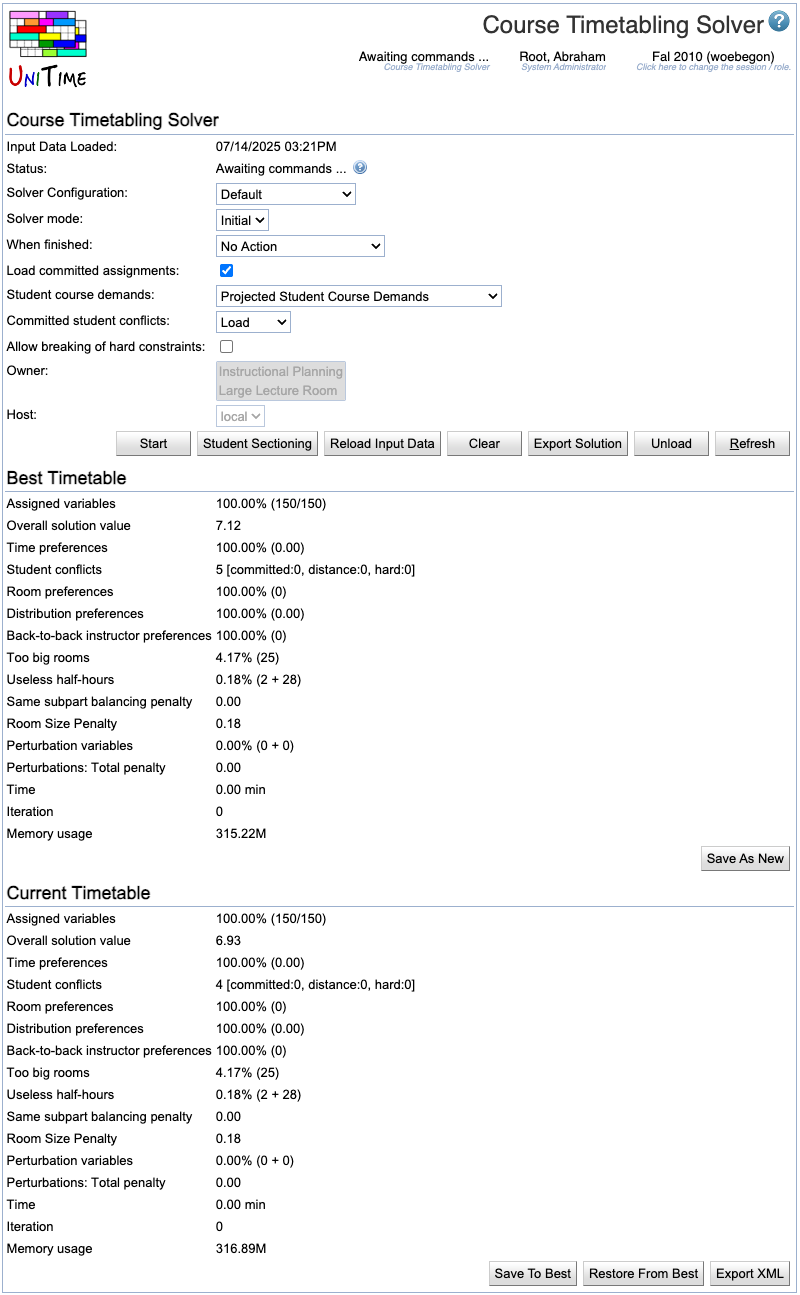 Course Timetabling Solver
UniTime
Awaiting commands ... Root, Abraham Fal 2010 (woebegon)
Course Timetabling Solver System Administrator Click here to change the session / role.
Course Timetabling Solver
Input Data Loaded: 07/14/2025 03:21PM
Status: Awaiting commands ...
Solver Configuration: Default
Solver mode: Initial
When finished: No Action
Load committed assignments:
Student course demands: Projected Student Course Demands
Committed student conflicts: Load
Allow breaking of hard constraints:
Owner: Instructional Planning
Large Lecture Room
Host: local
Start Student Sectioning Reload Input Data Clear Export Solution Unload Refresh
Best Timetable
Assigned variables 100.00% (150/150)
Overall solution value 7.12
Time preferences 100.00% (0.00)
Student conflicts 5 [committed:0, distance:0, hard:0]
Room preferences 100.00% (0)
Distribution preferences 100.00% (0.00)
Back-to-back instructor preferences 100.00% (0)
Too big rooms 4.17% (25)
Useless half-hours 0.18% (2 + 28)
Same subpart balancing penalty 0.00
Room Size Penalty 0.18
Perturbation variables 0.00% (0 + 0)
Perturbations: Total penalty 0.00
Time 0.00 min
Iteration 0
Memory usage 315.22M
Save As New
Current Timetable
Assigned variables 100.00% (150/150)
Overall solution value 6.93
Time preferences 100.00% (0.00)
Student conflicts 4 [committed:0, distance:0, hard:0]
Room preferences 100.00% (0)
Distribution preferences 100.00% (0.00)
Back-to-back instructor preferences 100.00% (0)
Too big rooms 4.17% (25)
Useless half-hours 0.18% (2 + 28)
Same subpart balancing penalty 0.00
Room Size Penalty 0.18
Perturbation variables 0.00% (0 + 0)
Perturbations: Total penalty 0.00
Time 0.00 min
Iteration 0
Memory usage 316.89M
Save To Best Restore From Best Export XML